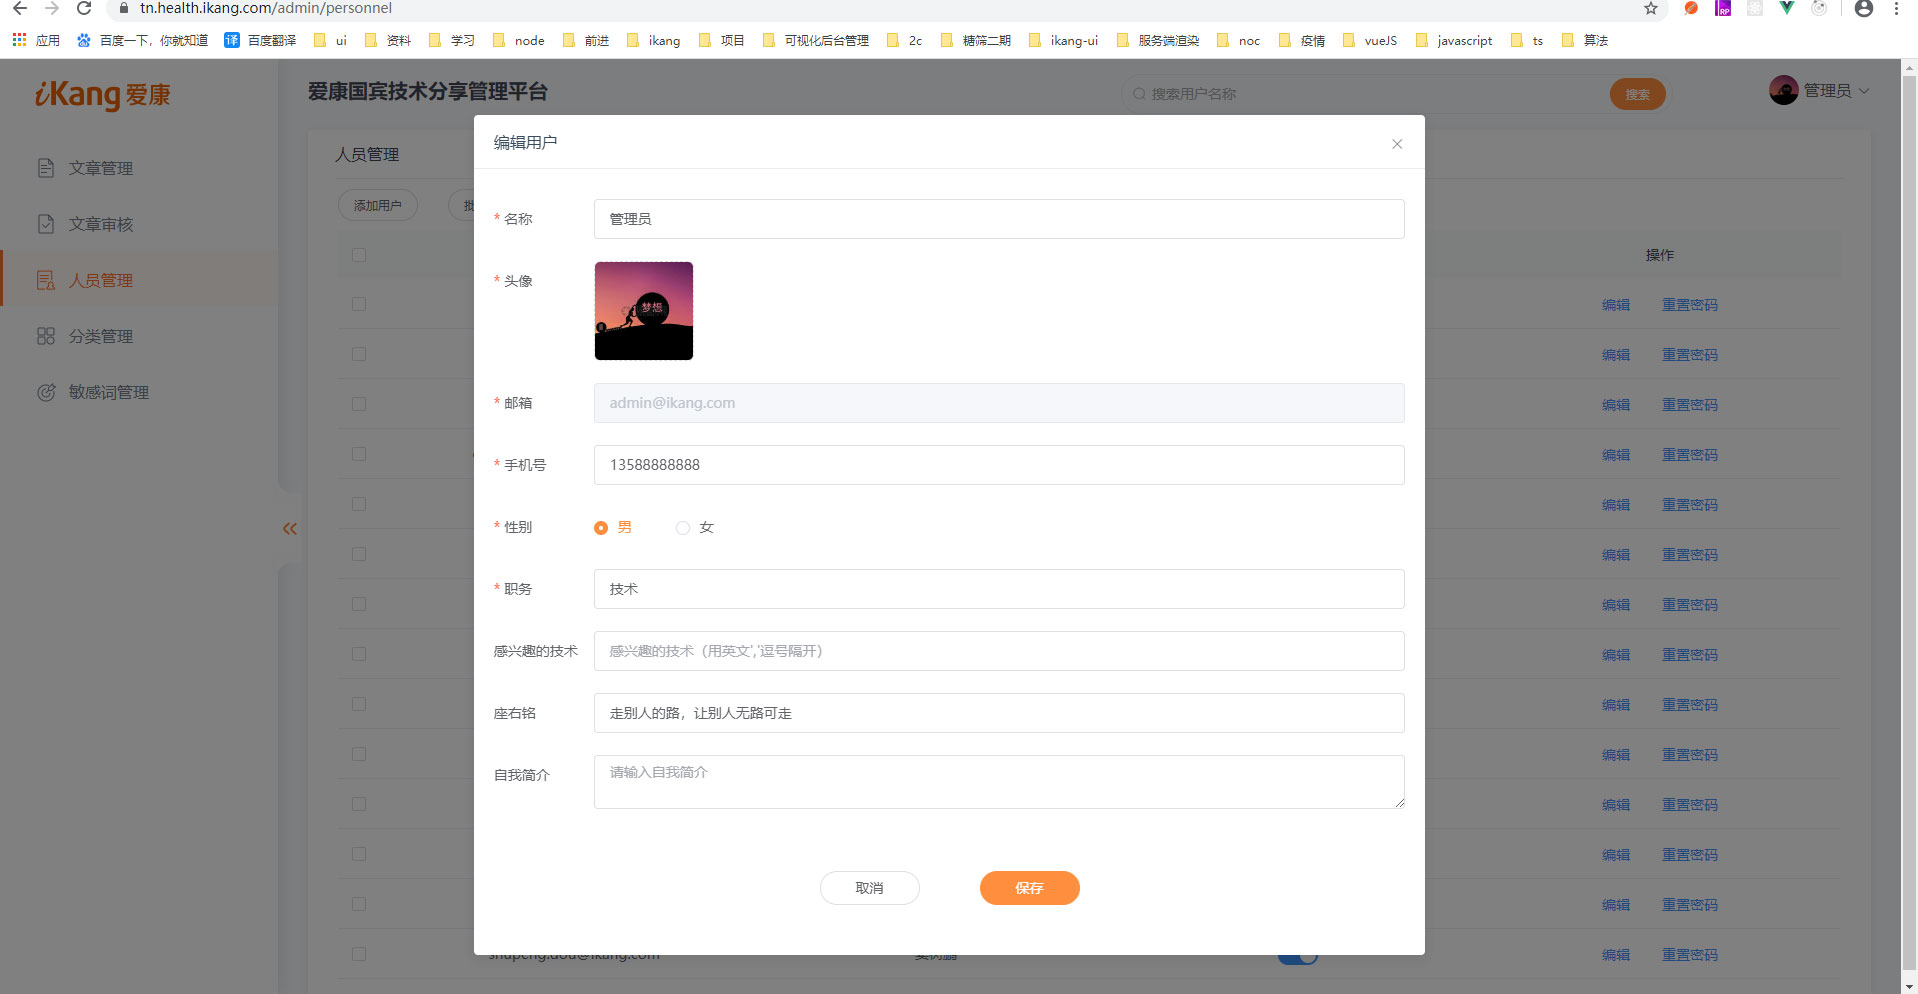 tn.health.ikang.com/admin/personnel
应用 百度一下，你就知道 译 百度翻译 ui 资料 学习 node 前进 ikang 项目 可视化后台管理 2c 糖筛二期 ikang-ui 服务端渲染 noc 疫情 vueJS javascript ts 算法
iKang 爱康
爱康国宾技术分享管理平台
搜索用户名称
搜索
管理员
文章管理
文章审核
人员管理
分类管理
敏感词管理
人员管理
添加用户
批
操作
编辑 重置密码
编辑 重置密码
编辑 重置密码
编辑 重置密码
编辑 重置密码
编辑 重置密码
编辑 重置密码
编辑 重置密码
编辑 重置密码
编辑 重置密码
编辑 重置密码
编辑 重置密码
编辑 重置密码
编辑 重置密码
编辑用户
* 名称 管理员
* 头像
梦想
* 邮箱 admin@ikang.com
* 手机号 13588888888
* 性别 男 女
* 职务 技术
感兴趣的技术 感兴趣的技术（用英文','逗号隔开）
座右铭 走别人的路，让别人无路可走
自我简介 请输入自我简介
取消 保存
shupeng.dou@ikang.com